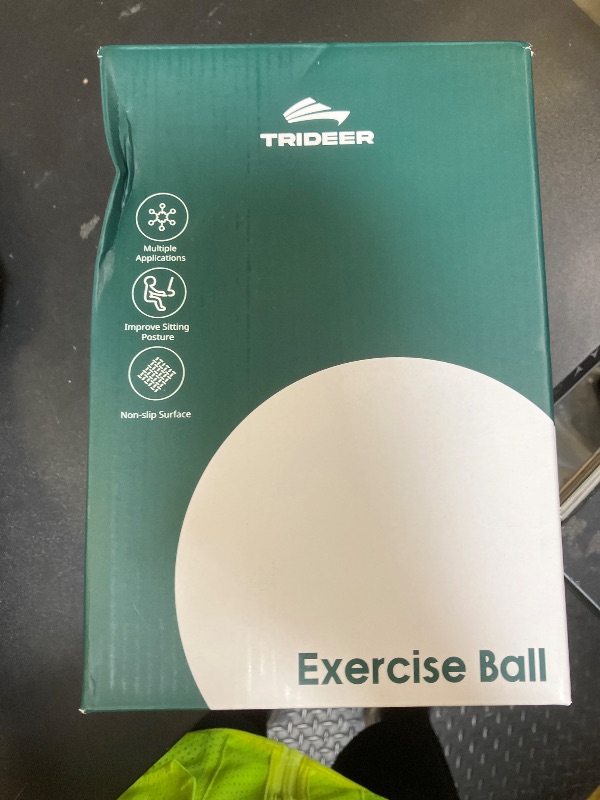 TRIDEER
Multiple
Applications
Improve Sitting
Posture
Non-slip Surface
Exercise Ball